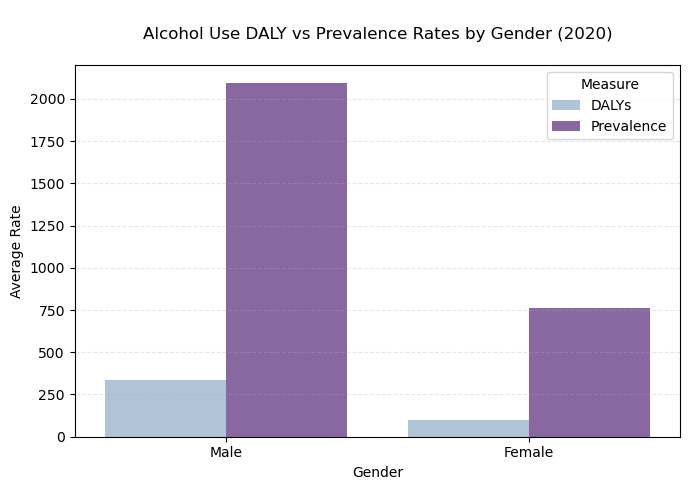 Alcohol Use DALY vs Prevalence Rates by Gender (2020)
Measure
DALYs
Prevalence
Average Rate
2000
1750
1500
1250
1000
750
500
250
0
Male
Female
Gender